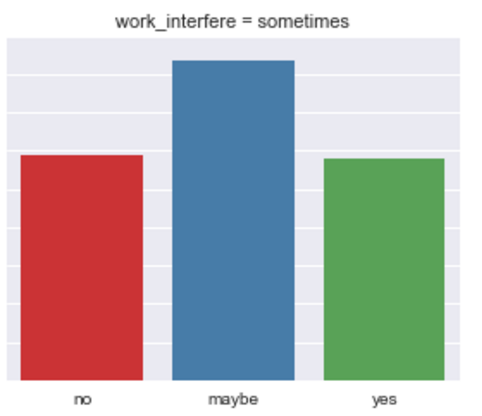 work_interfere = sometimes
no maybe yes